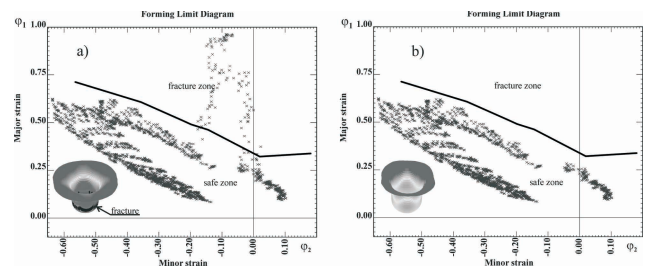 Forming Limit Diagram
φ1 1.00
a)
fracture zone
0.75
Major strain
0.50
0.25
safe zone
fracture
0.00
-0.60
-0.50
-0.40
-0.30
-0.20
-0.10
0.00
0.10
φ2
Minor strain
Forming Limit Diagram
φ1 1.00
b)
fracture zone
0.75
Major strain
0.50
0.25
safe zone
0.00
-0.60
-0.50
-0.40
-0.30
-0.20
-0.10
0.00
0.10
φ2
Minor strain